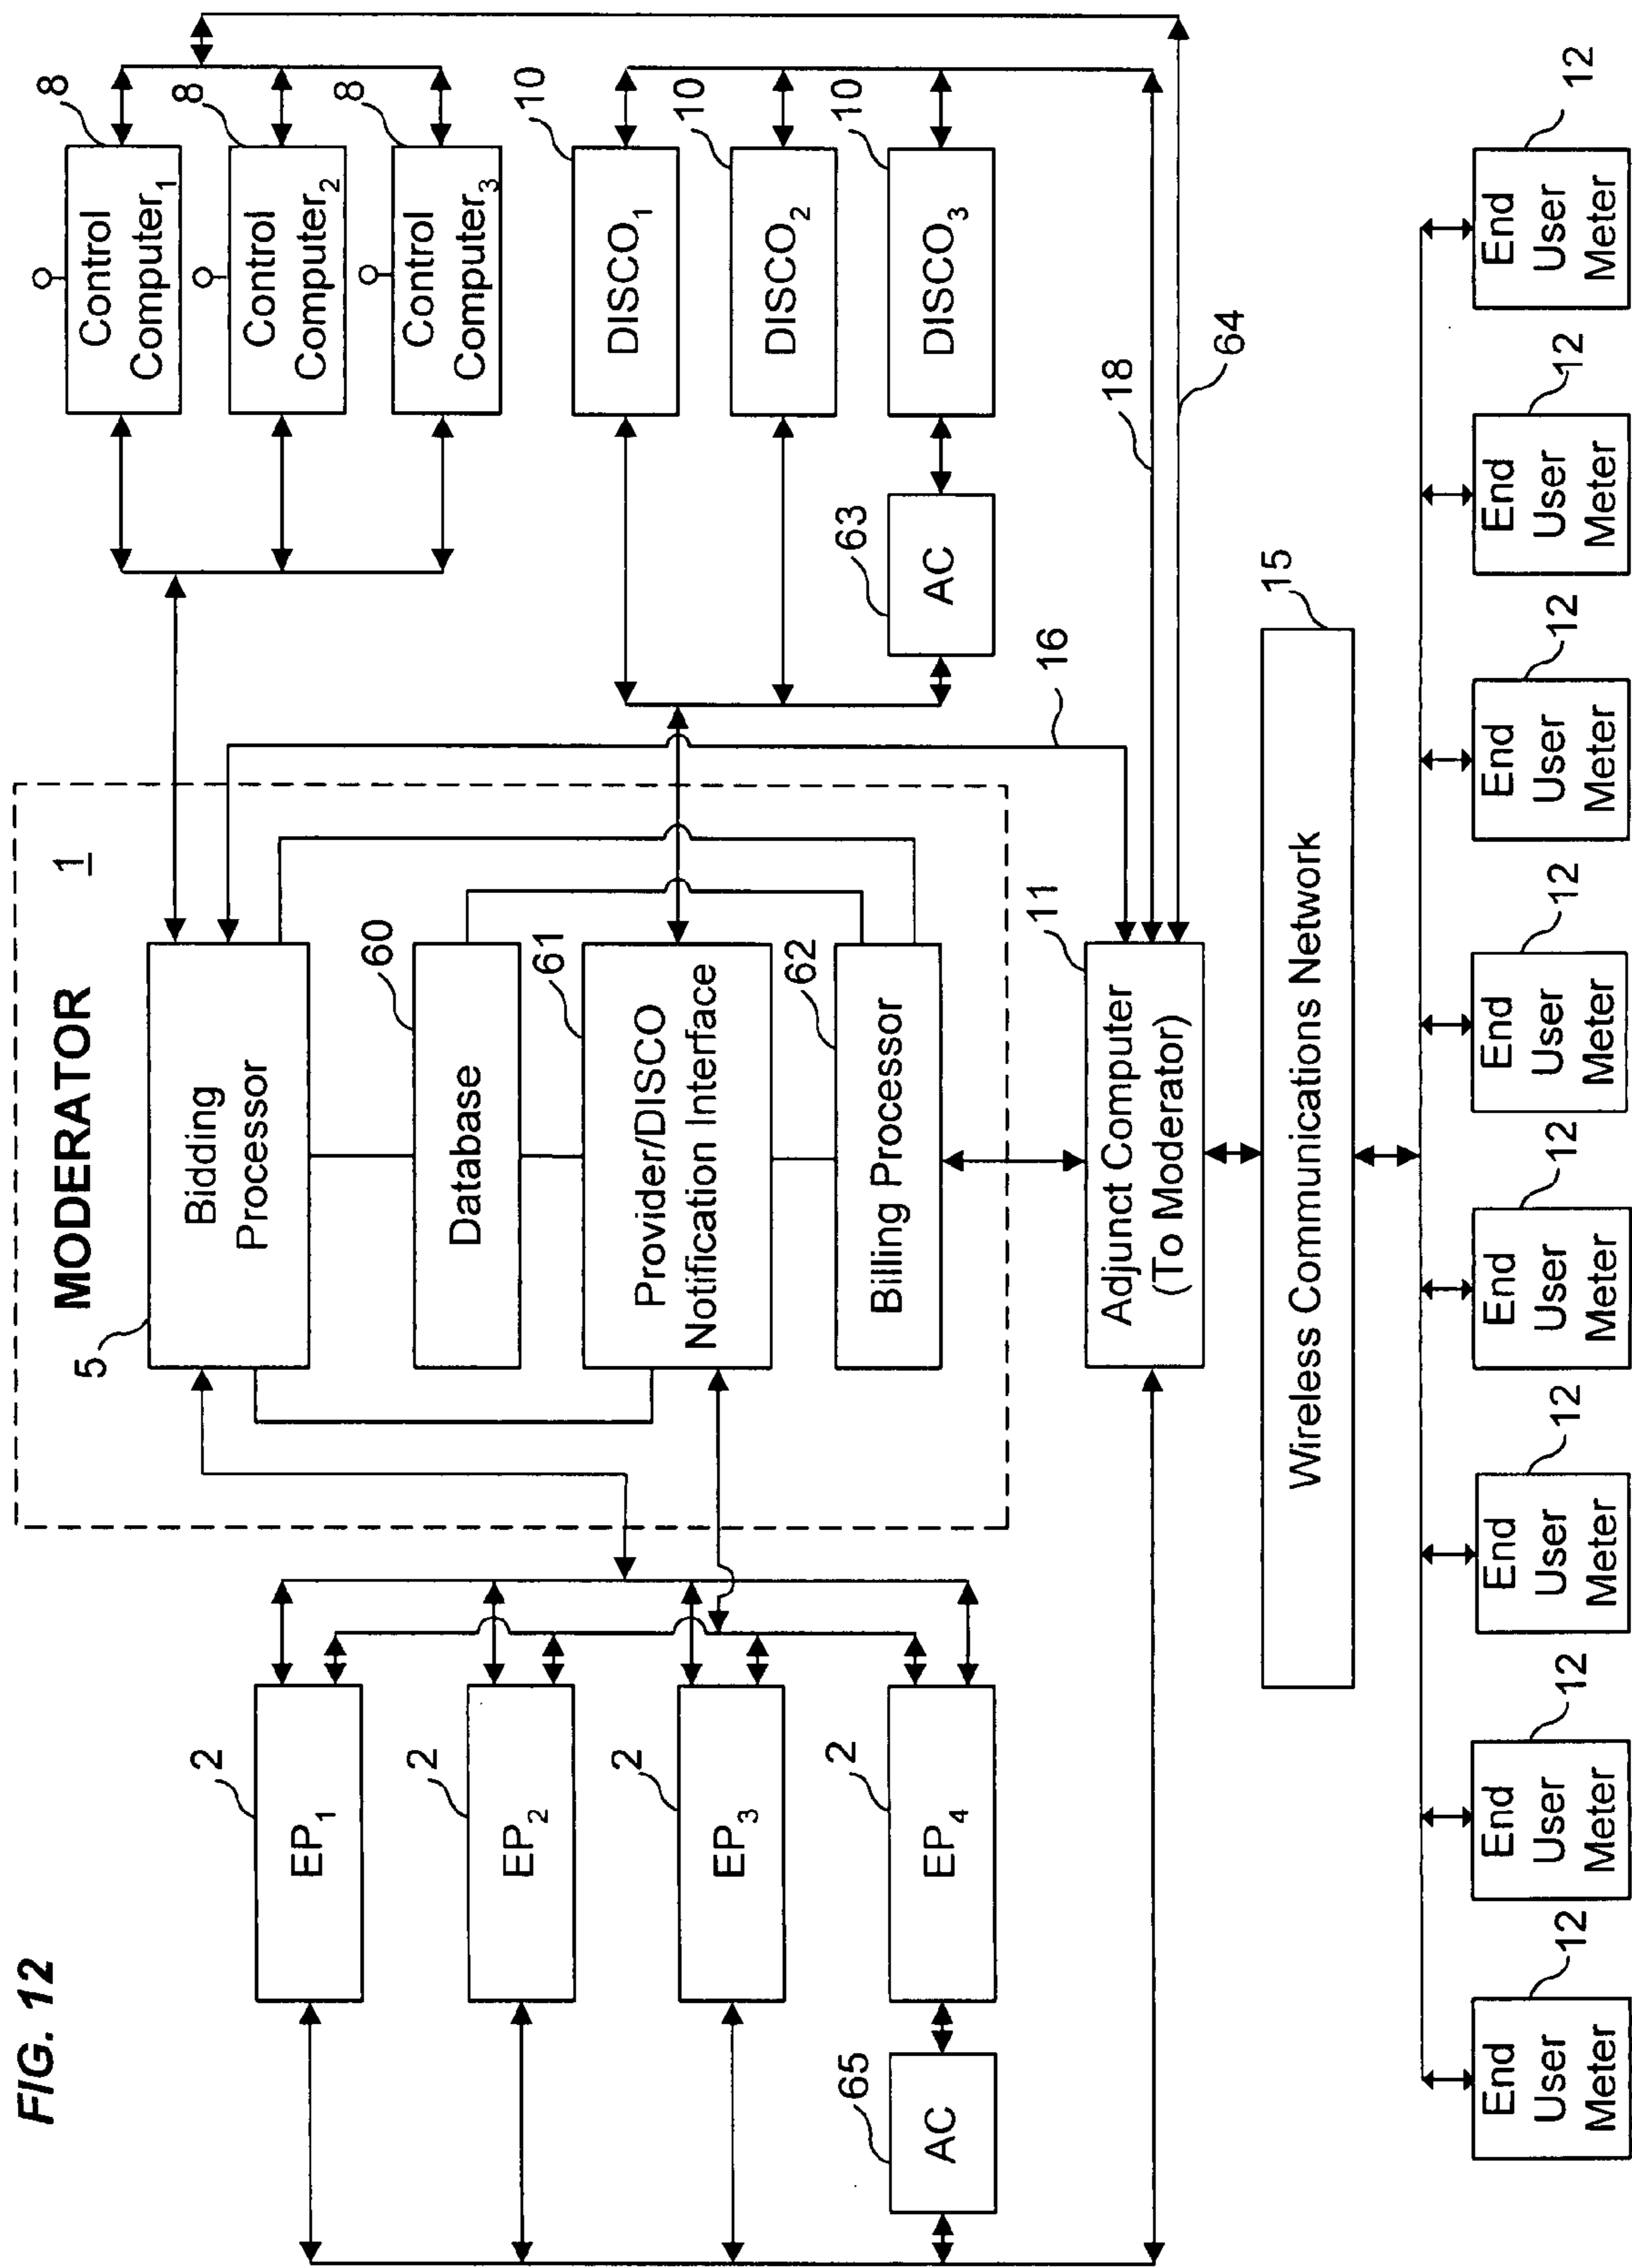 FIG. 12
MODERATOR
1
5
Bidding
Processor
60
Database
61
Provider/DISCO
Notification Interface
62
Billing Processor
2
EP1
2
EP2
2
EP3
2
EP4
65
AC
8
Control
Computer1
8
Control
Computer2
8
Control
Computer3
10
DISCO1
10
DISCO2
10
DISCO3
63
AC
16
18
64
11
Adjunct Computer
(To Moderator)
15
Wireless Communications Network
12
End
User
Meter
12
End
User
Meter
12
End
User
Meter
12
End
User
Meter
12
End
User
Meter
12
End
User
Meter
12
End
User
Meter
12
End
User
Meter